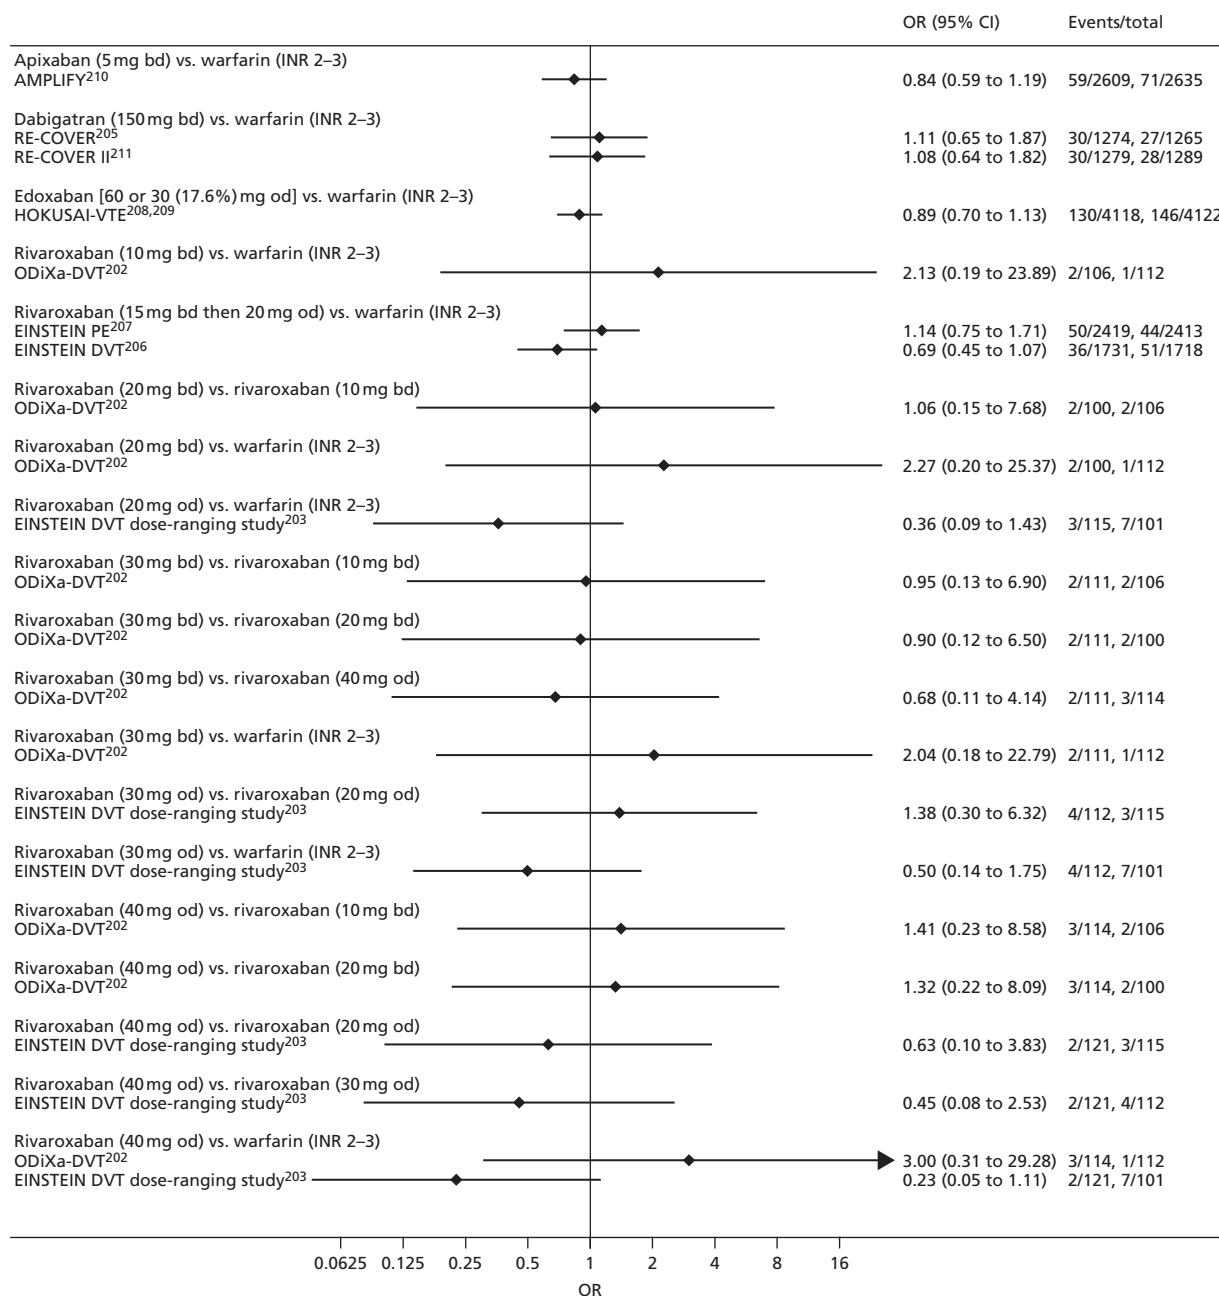 OR (95% CI) Events/total
Apixaban (5 mg bd) vs. warfarin (INR 2–3)
AMPLIFY210 0.84 (0.59 to 1.19) 59/2609, 71/2635
Dabigatran (150 mg bd) vs. warfarin (INR 2–3)
RE-COVER205 1.11 (0.65 to 1.87) 30/1274, 27/1265
RE-COVER II211 1.08 (0.64 to 1.82) 30/1279, 28/1289
Edoxaban [60 or 30 (17.6%) mg od] vs. warfarin (INR 2–3)
HOKUSAI-VTE208,209 0.89 (0.70 to 1.13) 130/4118, 146/4122
Rivaroxaban (10 mg bd) vs. warfarin (INR 2–3)
ODiXa-DVT202 2.13 (0.19 to 23.89) 2/106, 1/112
Rivaroxaban (15 mg bd then 20 mg od) vs. warfarin (INR 2–3)
EINSTEIN PE207 1.14 (0.75 to 1.71) 50/2419, 44/2413
EINSTEIN DVT206 0.69 (0.45 to 1.07) 36/1731, 51/1718
Rivaroxaban (20 mg bd) vs. rivaroxaban (10 mg bd)
ODiXa-DVT202 1.06 (0.15 to 7.68) 2/100, 2/106
Rivaroxaban (20 mg bd) vs. warfarin (INR 2–3)
ODiXa-DVT202 2.27 (0.20 to 25.37) 2/100, 1/112
Rivaroxaban (20 mg od) vs. warfarin (INR 2–3)
EINSTEIN DVT dose-ranging study203 0.36 (0.09 to 1.43) 3/115, 7/101
Rivaroxaban (30 mg bd) vs. rivaroxaban (10 mg bd)
ODiXa-DVT202 0.95 (0.13 to 6.90) 2/111, 2/106
Rivaroxaban (30 mg bd) vs. rivaroxaban (20 mg bd)
ODiXa-DVT202 0.90 (0.12 to 6.50) 2/111, 2/100
Rivaroxaban (30 mg bd) vs. rivaroxaban (40 mg od)
ODiXa-DVT202 0.68 (0.11 to 4.14) 2/111, 3/114
Rivaroxaban (30 mg bd) vs. warfarin (INR 2–3)
ODiXa-DVT202 2.04 (0.18 to 22.79) 2/111, 1/112
Rivaroxaban (30 mg od) vs. rivaroxaban (20 mg od)
EINSTEIN DVT dose-ranging study203 1.38 (0.30 to 6.32) 4/112, 3/115
Rivaroxaban (30 mg od) vs. warfarin (INR 2–3)
EINSTEIN DVT dose-ranging study203 0.50 (0.14 to 1.75) 4/112, 7/101
Rivaroxaban (40 mg od) vs. rivaroxaban (10 mg bd)
ODiXa-DVT202 1.41 (0.23 to 8.58) 3/114, 2/106
Rivaroxaban (40 mg od) vs. rivaroxaban (20 mg bd)
ODiXa-DVT202 1.32 (0.22 to 8.09) 3/114, 2/100
Rivaroxaban (40 mg od) vs. rivaroxaban (20 mg od)
EINSTEIN DVT dose-ranging study203 0.63 (0.10 to 3.83) 2/121, 3/115
Rivaroxaban (40 mg od) vs. rivaroxaban (30 mg od)
EINSTEIN DVT dose-ranging study203 0.45 (0.08 to 2.53) 2/121, 4/112
Rivaroxaban (40 mg od) vs. warfarin (INR 2–3)
ODiXa-DVT202 3.00 (0.31 to 29.28) 3/114, 1/112
EINSTEIN DVT dose-ranging study203 0.23 (0.05 to 1.11) 2/121, 7/101
0.0625 0.125 0.25 0.5 1 2 4 8 16
OR